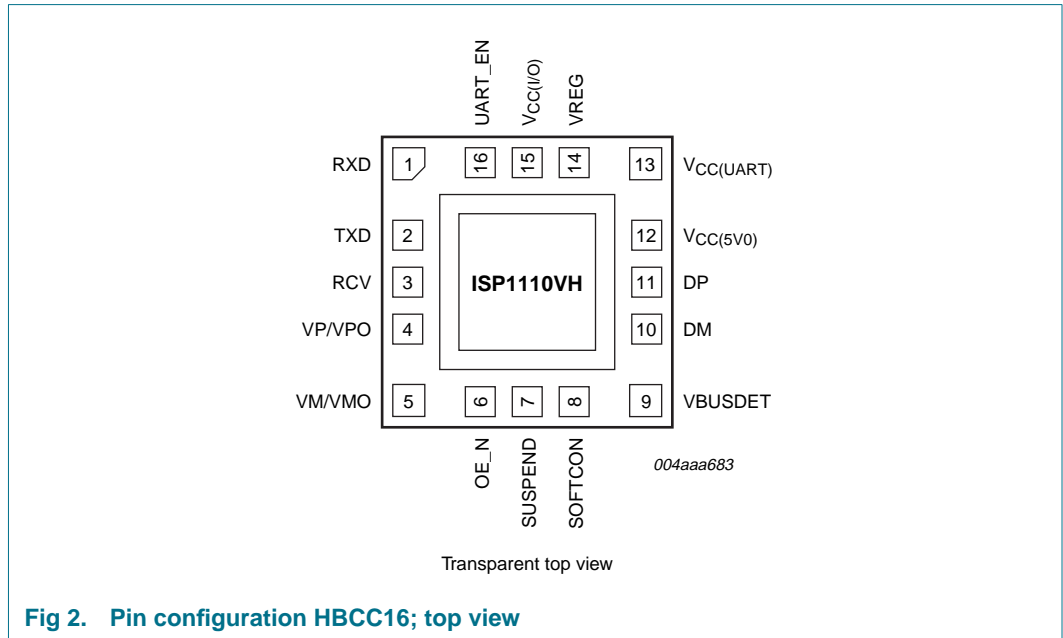 UART_EN
VCC(I/O)
VREG
16
15
14
RXD
1
13
VCC(UART)
TXD
2
12
VCC(5V0)
RCV
3
ISP1110VH
11
DP
VP/VPO
4
10
DM
VM/VMO
5
6
7
8
9
VBUSDET
OE_N
SUSPEND
SOFTCON
004aaa683
Transparent top view
Fig 2. Pin configuration HBCC16; top view